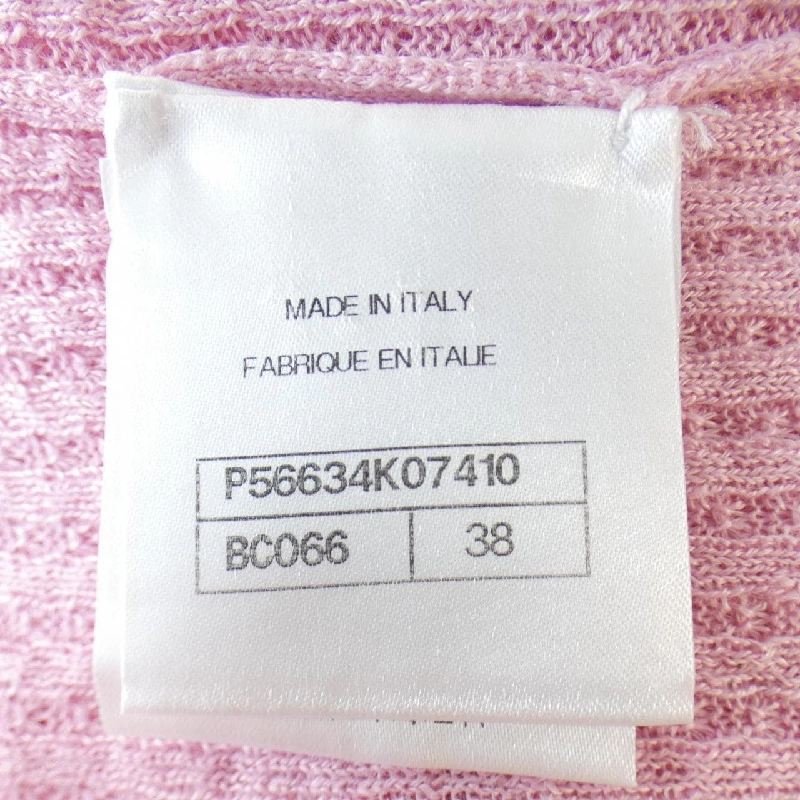 MADE IN ITALY
FABRIQUE EN ITALIE
P56634K07410
BC066 38